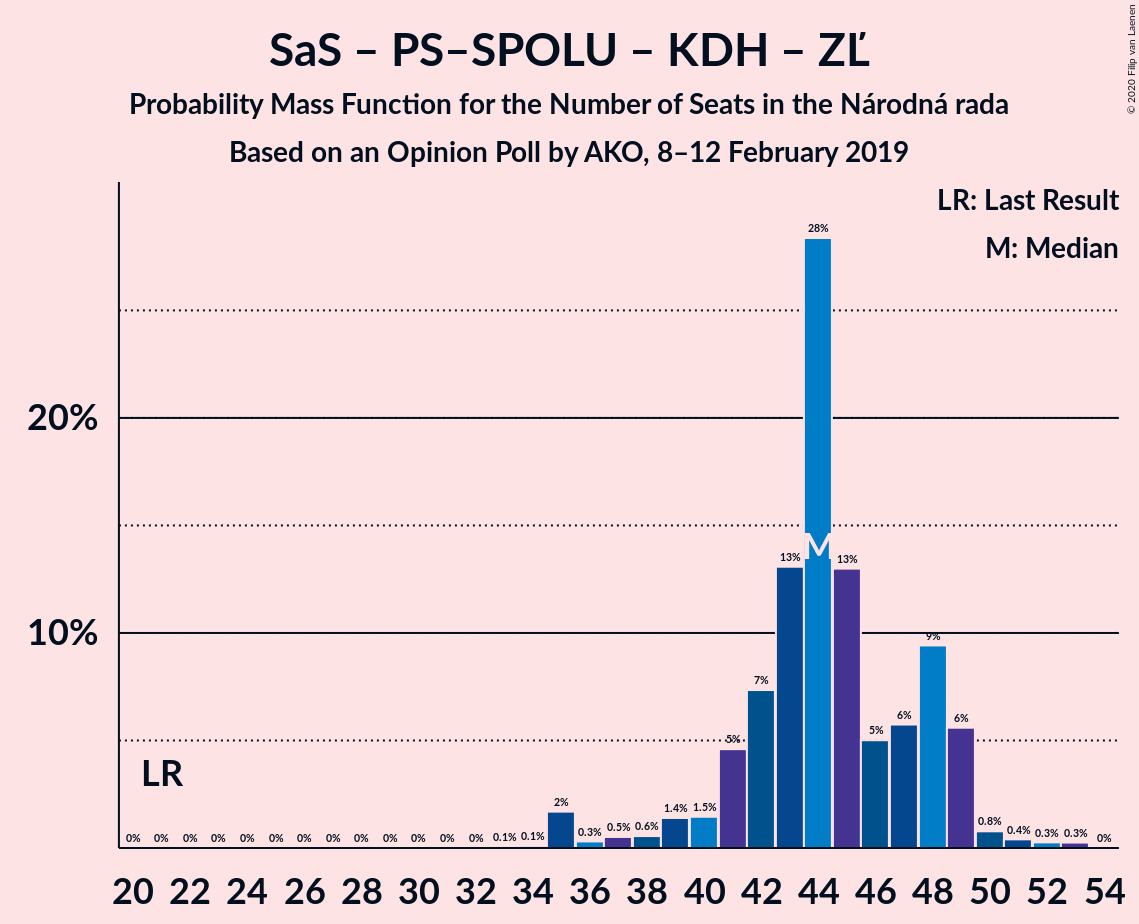 SaS – PS–SPOLU – KDH – ZĽ
Probability Mass Function for the Number of Seats in the Národná rada
Based on an Opinion Poll by AKO, 8–12 February 2019
© 2020 Filip van Laenen
LR: Last Result
M: Median
28%
20%
13% M 13%
10%
9%
7%
6% 6%
5% 5%
LR
2%
1.4% 1.5%
0.8%
0% 0% 0% 0% 0% 0% 0% 0% 0% 0% 0% 0% 0% 0.1% 0.1% 0.3% 0.5% 0.6% 0.4% 0.3% 0.3% 0%
20 22 24 26 28 30 32 34 36 38 40 42 44 46 48 50 52 54